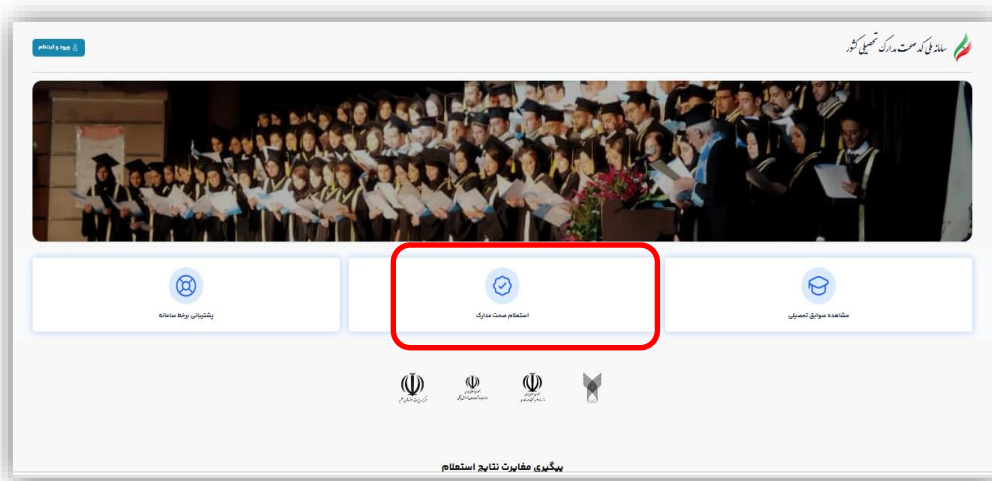 سامانه ملی کد صحت مدارک تحصیلی کشور
ورود و ثبت‌نام
مشاهده سوابق تحصیلی
استعلام صحت مدارک
پشتیبانی برخط سامانه
پیگیری مغایرت نتایج استعلام